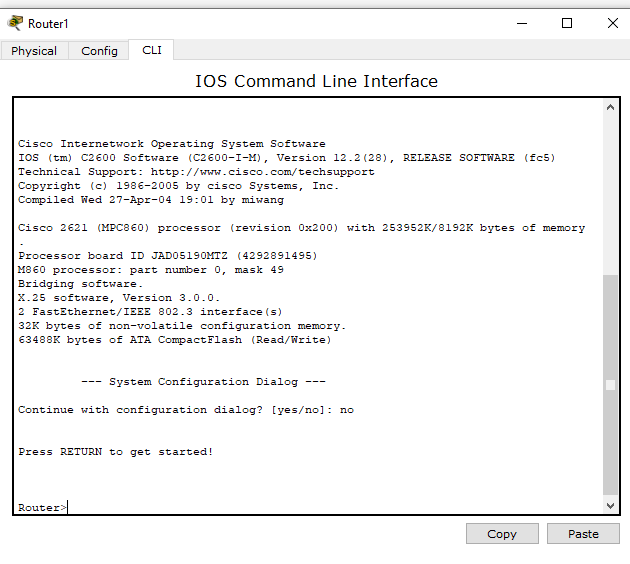 Router1
Physical Config CLI
IOS Command Line Interface
Cisco Internetwork Operating System Software
IOS (tm) C2600 Software (C2600-I-M), Version 12.2(28), RELEASE SOFTWARE (fc5)
Technical Support: http://www.cisco.com/techsupport
Copyright (c) 1986-2005 by cisco Systems, Inc.
Compiled Wed 27-Apr-04 19:01 by miwang
Cisco 2621 (MPC860) processor (revision 0x200) with 253952K/8192K bytes of memory
.
Processor board ID JAD05190MTZ (4292891495)
M860 processor: part number 0, mask 49
Bridging software.
X.25 software, Version 3.0.0.
2 FastEthernet/IEEE 802.3 interface(s)
32K bytes of non-volatile configuration memory.
63488K bytes of ATA CompactFlash (Read/Write)
--- System Configuration Dialog ---
Continue with configuration dialog? [yes/no]: no
Press RETURN to get started!
Router>
Copy Paste